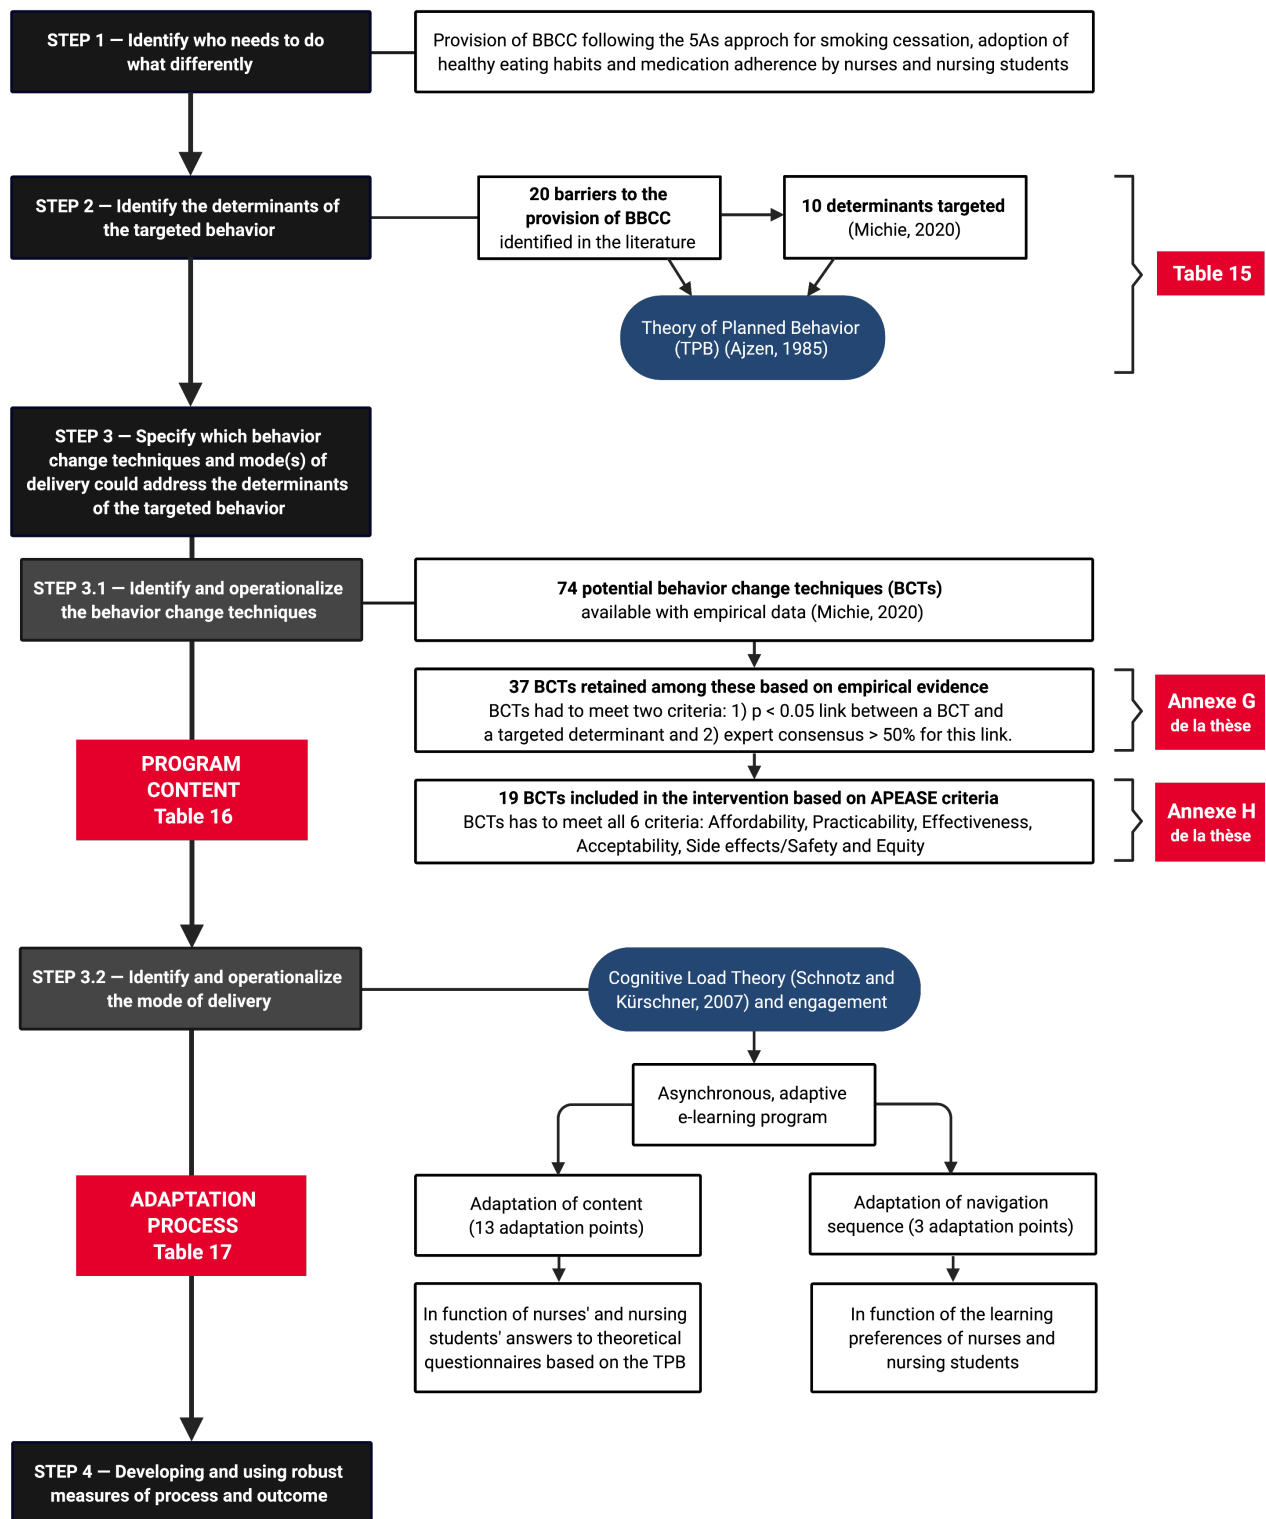 STEP 1 — Identify who needs to do
what differently
Provision of BBCC following the 5As approch for smoking cessation, adoption of
healthy eating habits and medication adherence by nurses and nursing students
STEP 2 — Identify the determinants of
the targeted behavior
20 barriers to the
provision of BBCC
identified in the literature
10 determinants targeted
(Michie, 2020)
Theory of Planned Behavior
(TPB) (Ajzen, 1985)
Table 15
STEP 3 — Specify which behavior
change techniques and mode(s) of
delivery could address the determinants
of the targeted behavior
STEP 3.1 — Identify and operationalize
the behavior change techniques
74 potential behavior change techniques (BCTs)
available with empirical data (Michie, 2020)
37 BCTs retained among these based on empirical evidence
BCTs had to meet two criteria: 1) p < 0.05 link between a BCT and
a targeted determinant and 2) expert consensus > 50% for this link.
Annexe G
de la thèse
PROGRAM
CONTENT
Table 16
19 BCTs included in the intervention based on APEASE criteria
BCTs has to meet all 6 criteria: Affordability, Practicability, Effectiveness,
Acceptability, Side effects/Safety and Equity
Annexe H
de la thèse
STEP 3.2 — Identify and operationalize
the mode of delivery
Cognitive Load Theory (Schnotz and
Kürschner, 2007) and engagement
Asynchronous, adaptive
e-learning program
ADAPTATION
PROCESS
Table 17
Adaptation of content
(13 adaptation points)
Adaptation of navigation
sequence (3 adaptation points)
In function of nurses' and nursing
students' answers to theoretical
questionnaires based on the TPB
In function of the learning
preferences of nurses and
nursing students
STEP 4 — Developing and using robust
measures of process and outcome